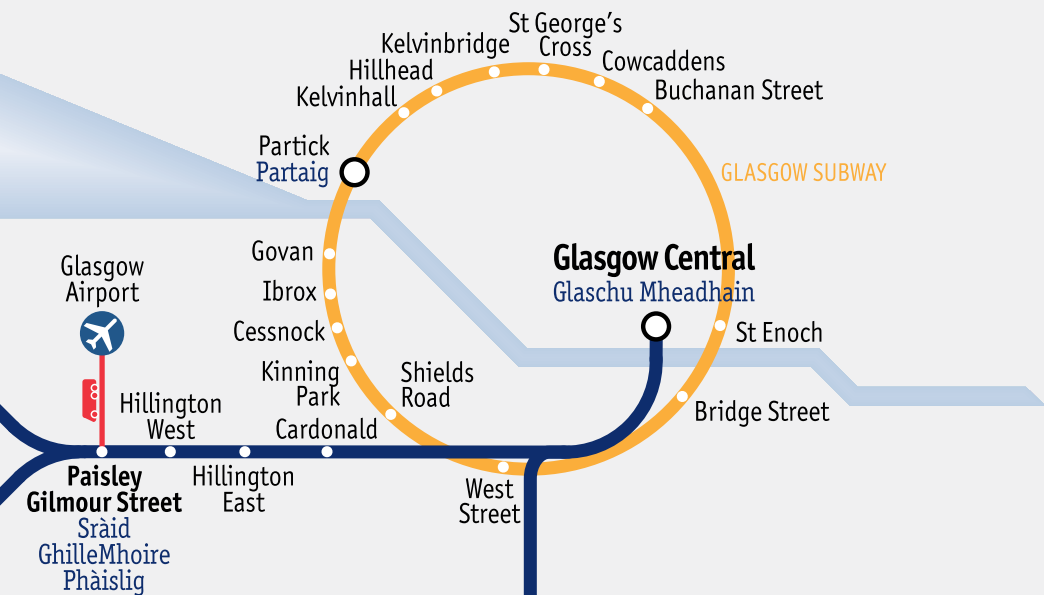 St George's
Cross
Kelvinbridge
Cowcaddens
Hillhead
Buchanan Street
Kelvinhall
Partick
Partaig
GLASGOW SUBWAY
Govan
Glasgow Central
Glaschu Mheadhain
Glasgow
Airport
Ibrox
Cessnock
St Enoch
Kinning
Park
Shields
Road
Hillington
West
Cardonald
Bridge Street
Paisley
Gilmour Street
Sràid
GhilleMhoire
Phàislig
Hillington
East
West
Street